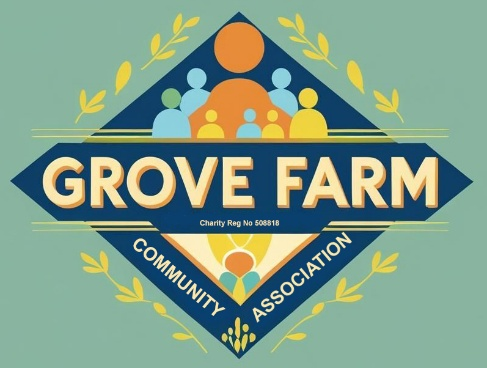 GROVE FARM
Charity Reg No 508818
COMMUNITY
ASSOCIATION